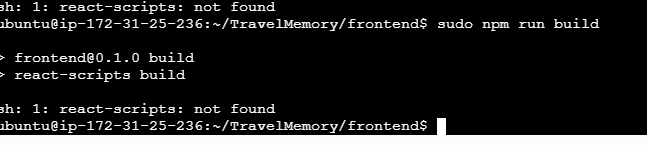 sh: 1: react-scripts: not found
ubuntu@ip-172-31-25-236:~/TravelMemory/frontend$ sudo npm run build
> frontend@0.1.0 build
> react-scripts build
sh: 1: react-scripts: not found
ubuntu@ip-172-31-25-236:~/TravelMemory/frontend$